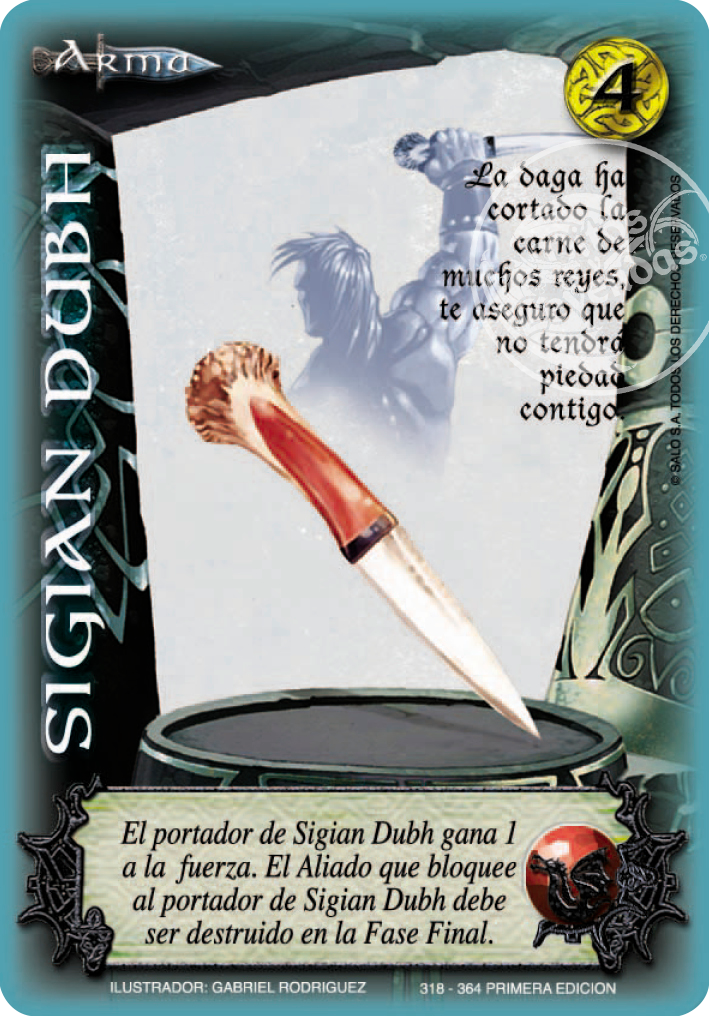 Arma
4
SIGIAN DUBH
La daga ha
cortado la
carne de
muchos reyes,
te aseguro que
no tendrá
piedad
contigo.
© SALO S.A. TODOS LOS DERECHOS RESERVADOS
El portador de Sigian Dubh gana 1
a la fuerza. El Aliado que bloquee
al portador de Sigian Dubh debe
ser destruido en la Fase Final.
ILUSTRADOR: GABRIEL RODRIGUEZ 318 - 364 PRIMERA EDICION